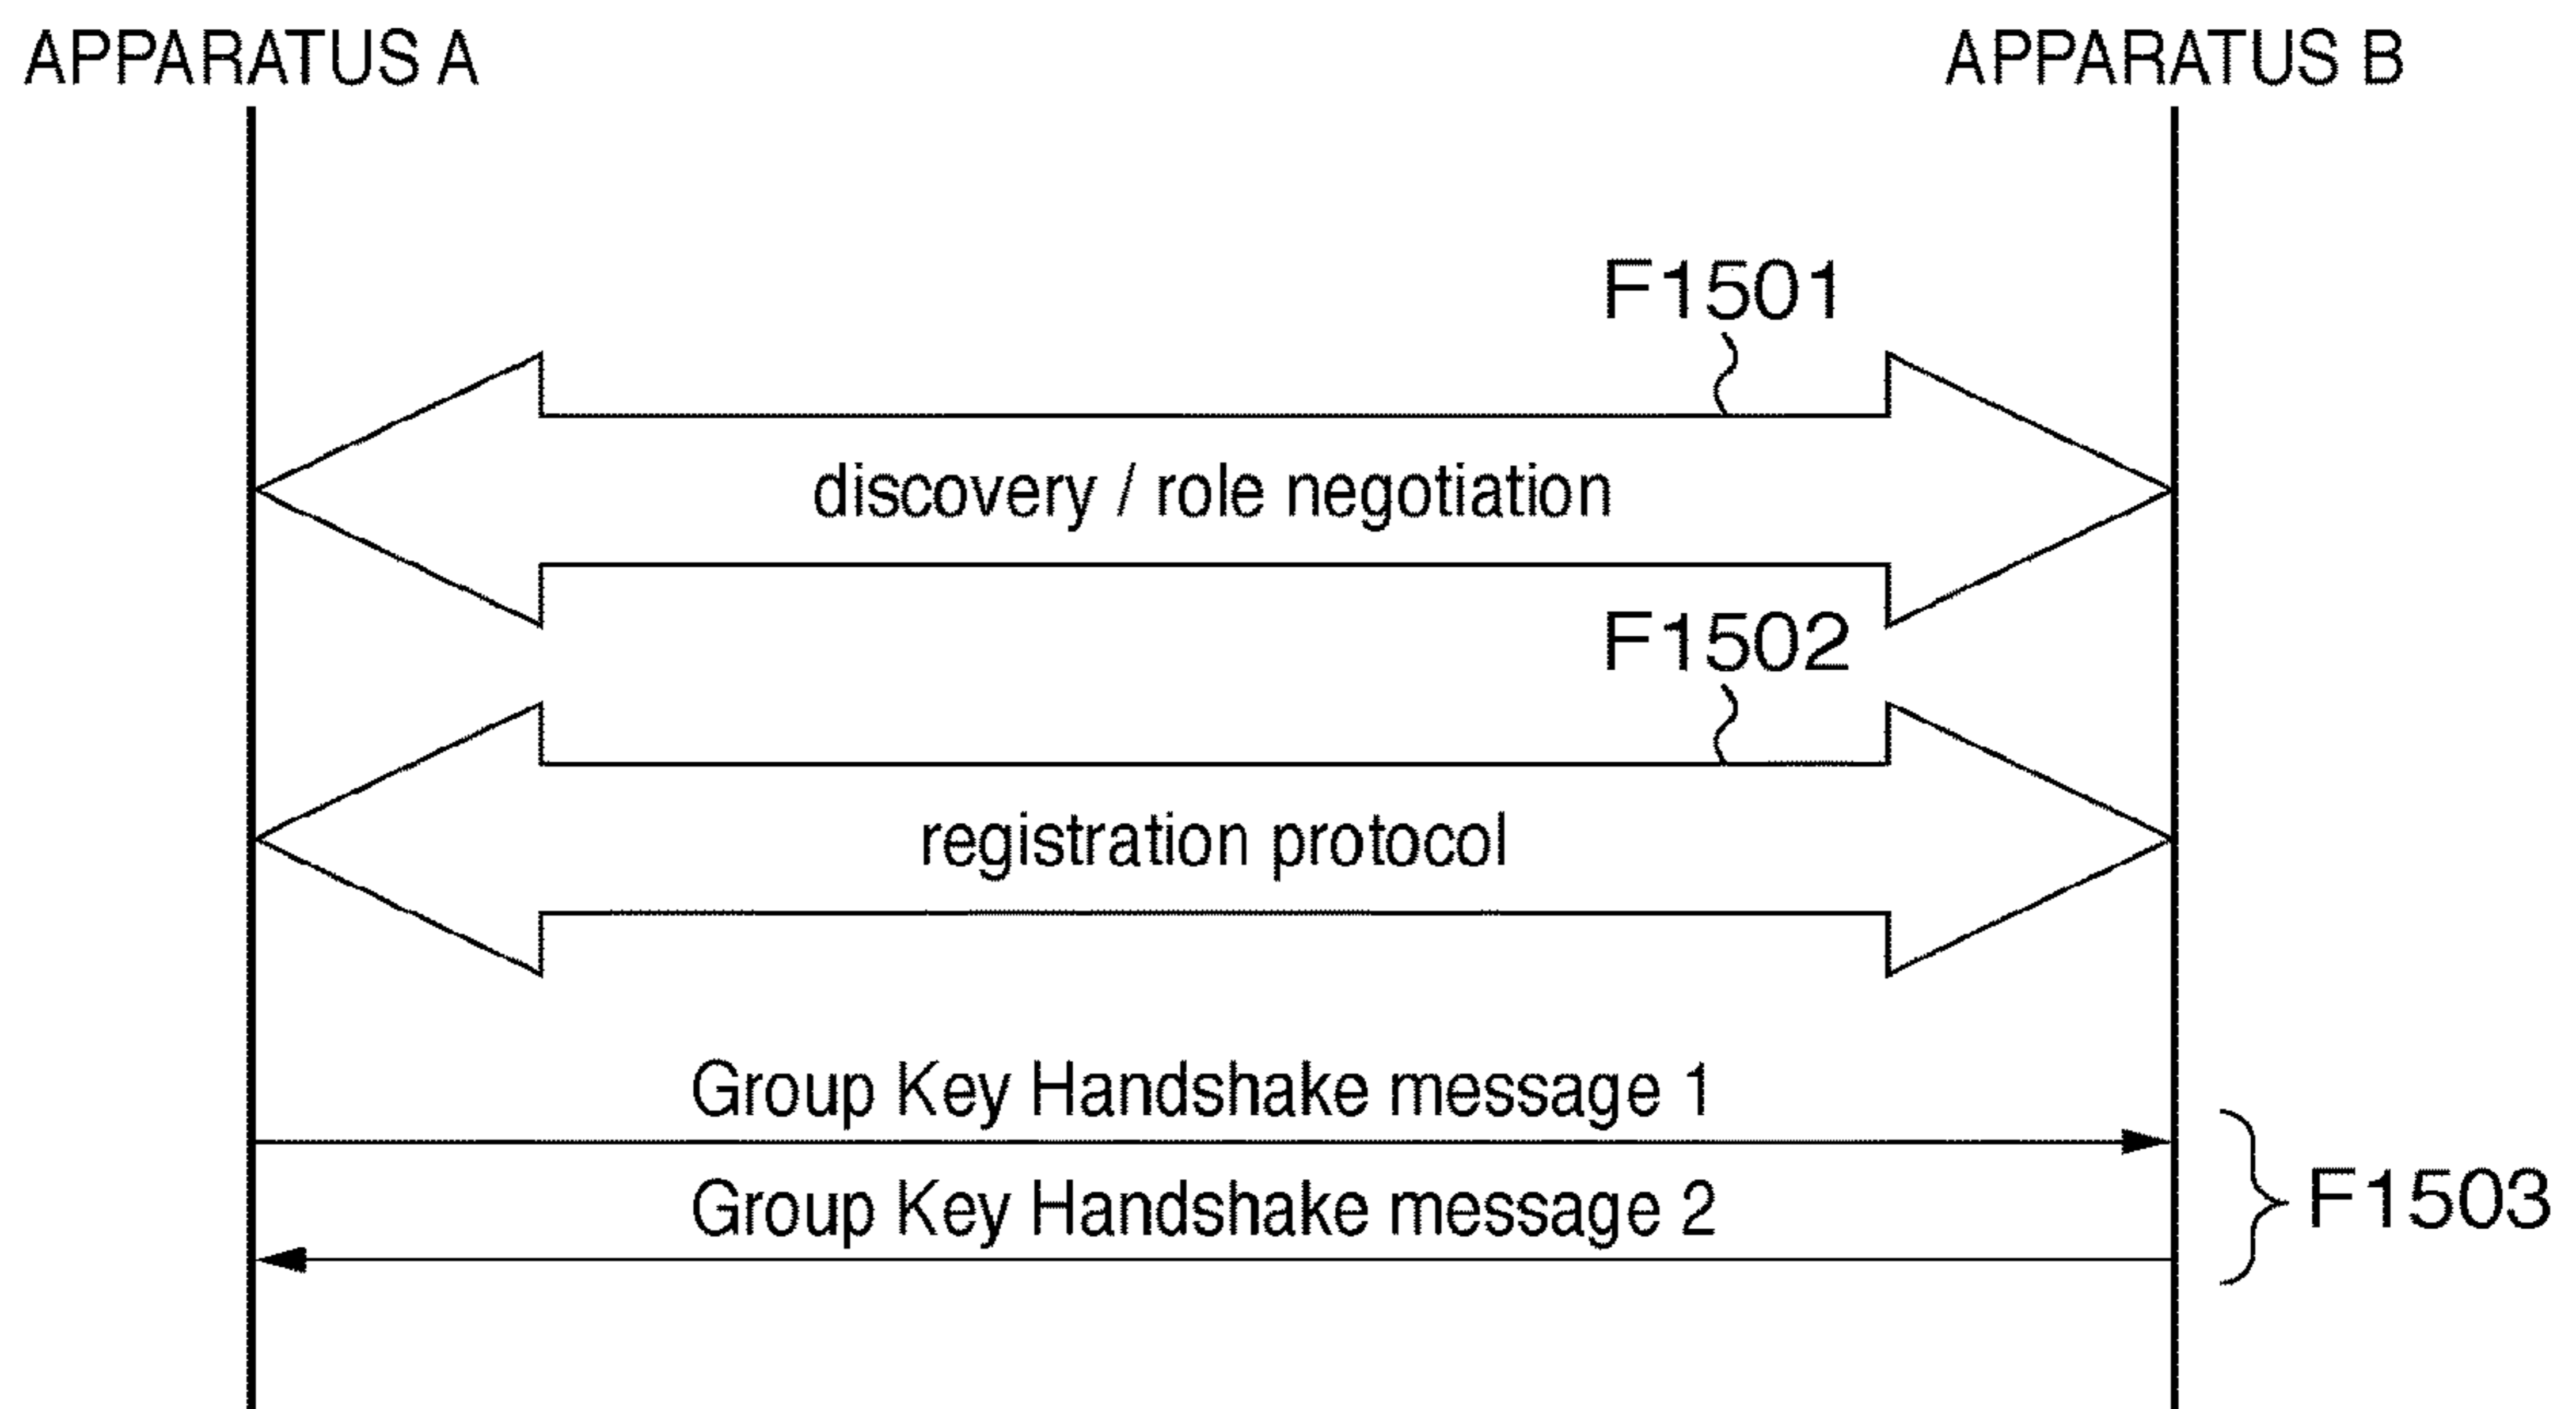 APPARATUS A
APPARATUS B
F1501
discovery / role negotiation
F1502
registration protocol
Group Key Handshake message 1
Group Key Handshake message 2
F1503